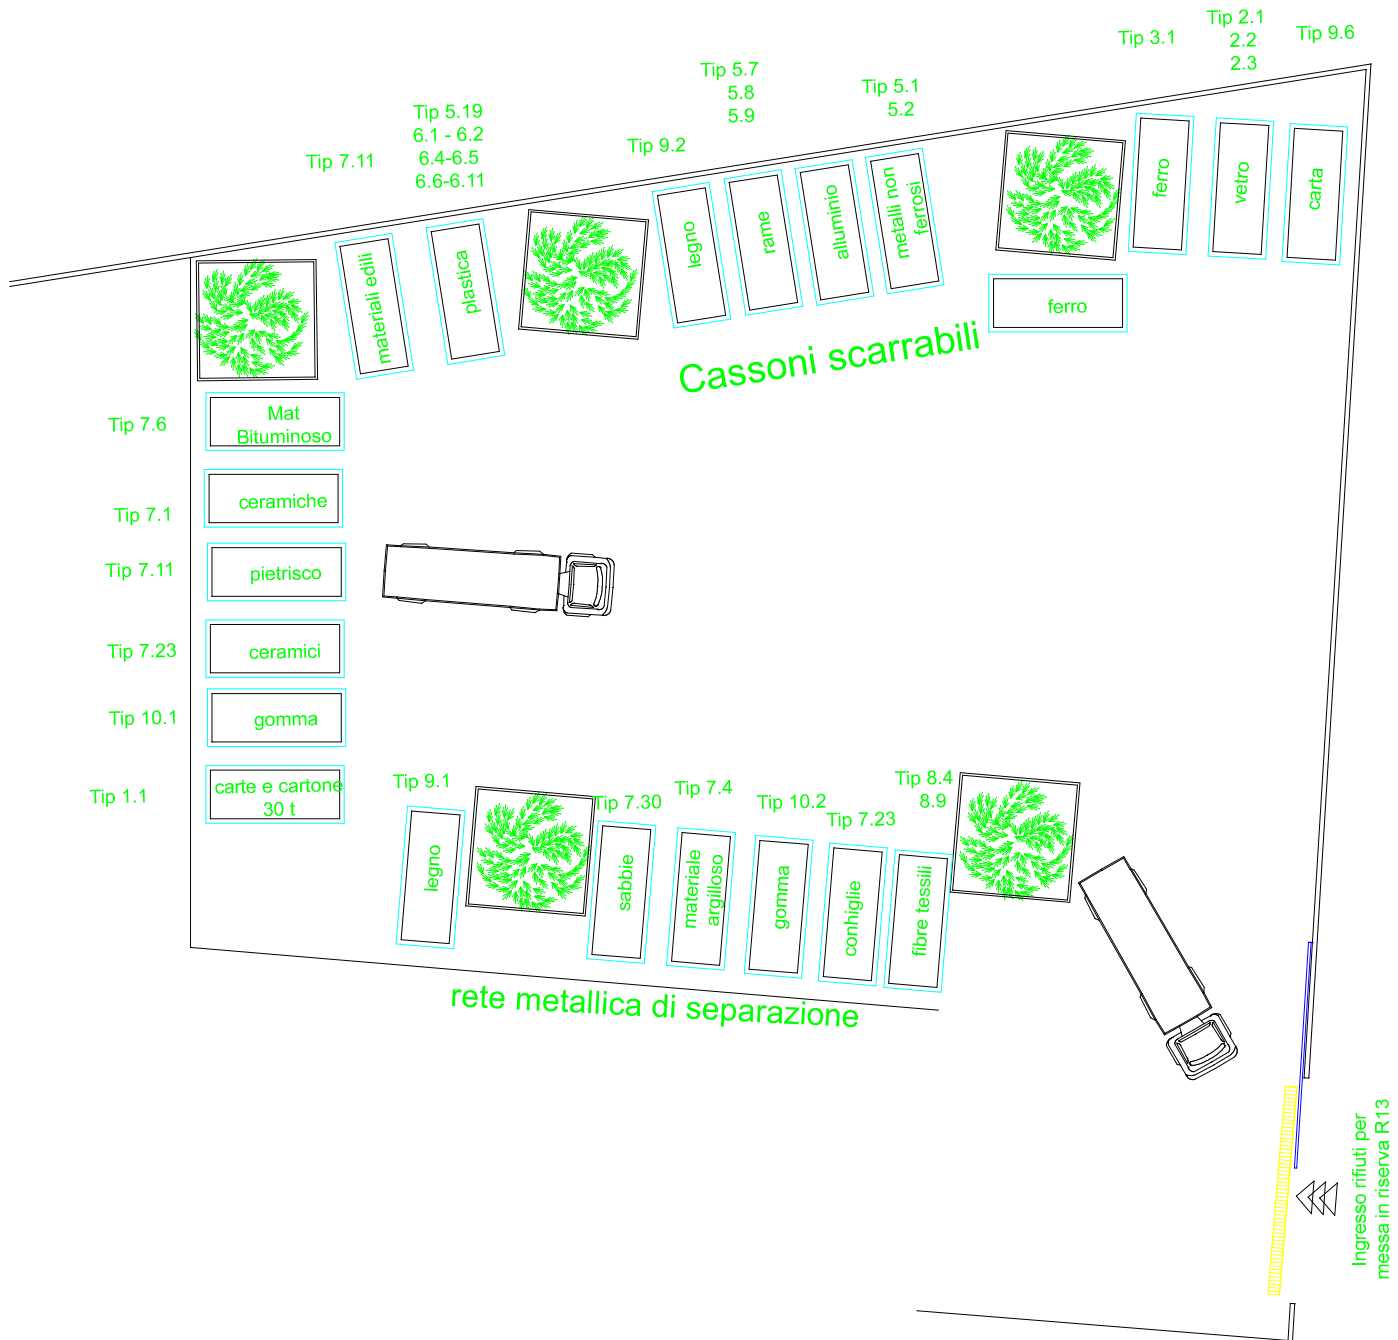 Tip 2.1
2.2
2.3
Tip 9.6
Tip 3.1
Tip 5.7
5.8
5.9
Tip 5.1
5.2
Tip 5.19
6.1 - 6.2
6.4-6.5
6.6-6.11
Tip 9.2
Tip 7.11
materiali edili
plastica
legno
rame
alluminio
metalli non
ferrosi
ferro
vetro
carta
ferro
Cassoni scarrabili
Tip 7.6
Mat
Bituminoso
Tip 7.1
ceramiche
Tip 7.11
pietrisco
Tip 7.23
ceramici
Tip 10.1
gomma
Tip 1.1
carte e cartone
30 t
Tip 9.1
Tip 7.30
Tip 7.4
Tip 10.2
Tip 7.23
Tip 8.4
8.9
legno
sabbie
materiale
argilloso
gomma
conhiglie
fibre tessili
rete metallica di separazione
Ingresso rifiuti per
messa in riserva R13